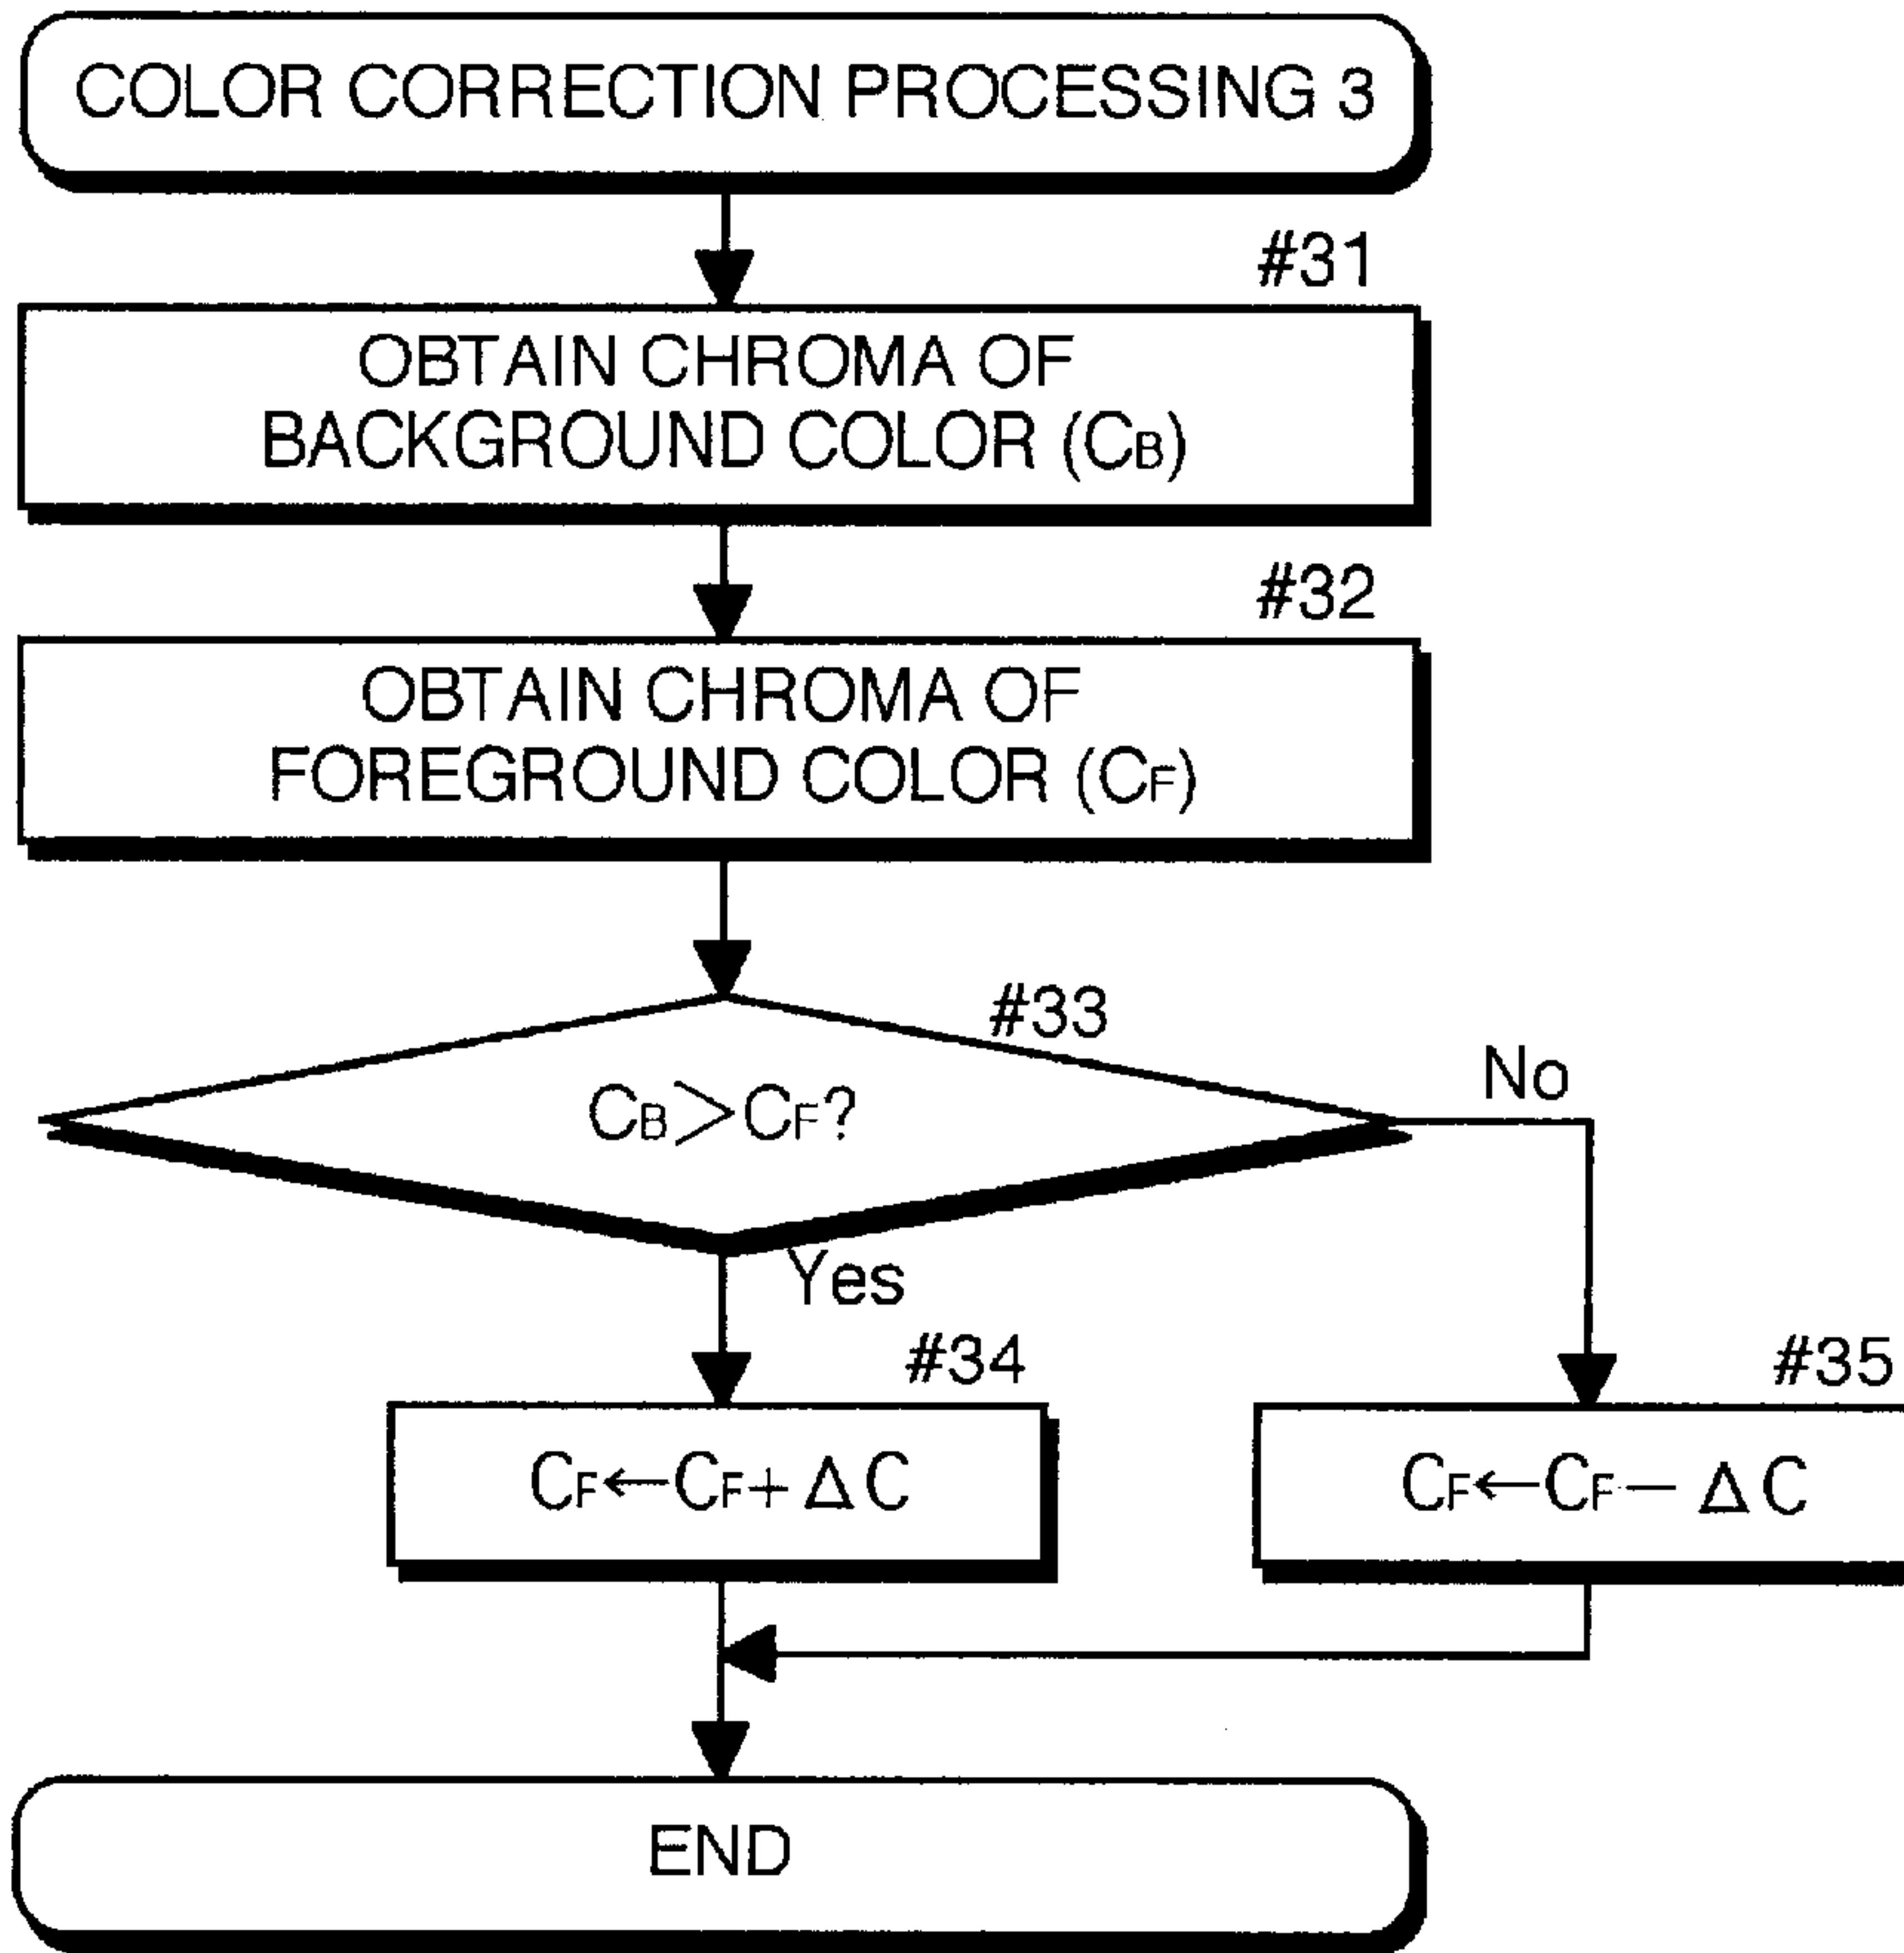 COLOR CORRECTION PROCESSING 3
#31
OBTAIN CHROMA OF
BACKGROUND COLOR (CB)
#32
OBTAIN CHROMA OF
FOREGROUND COLOR (CF)
#33
CB>CF?
No
Yes
#34
CF←CF+ΔC
#35
CF←CF−ΔC
END